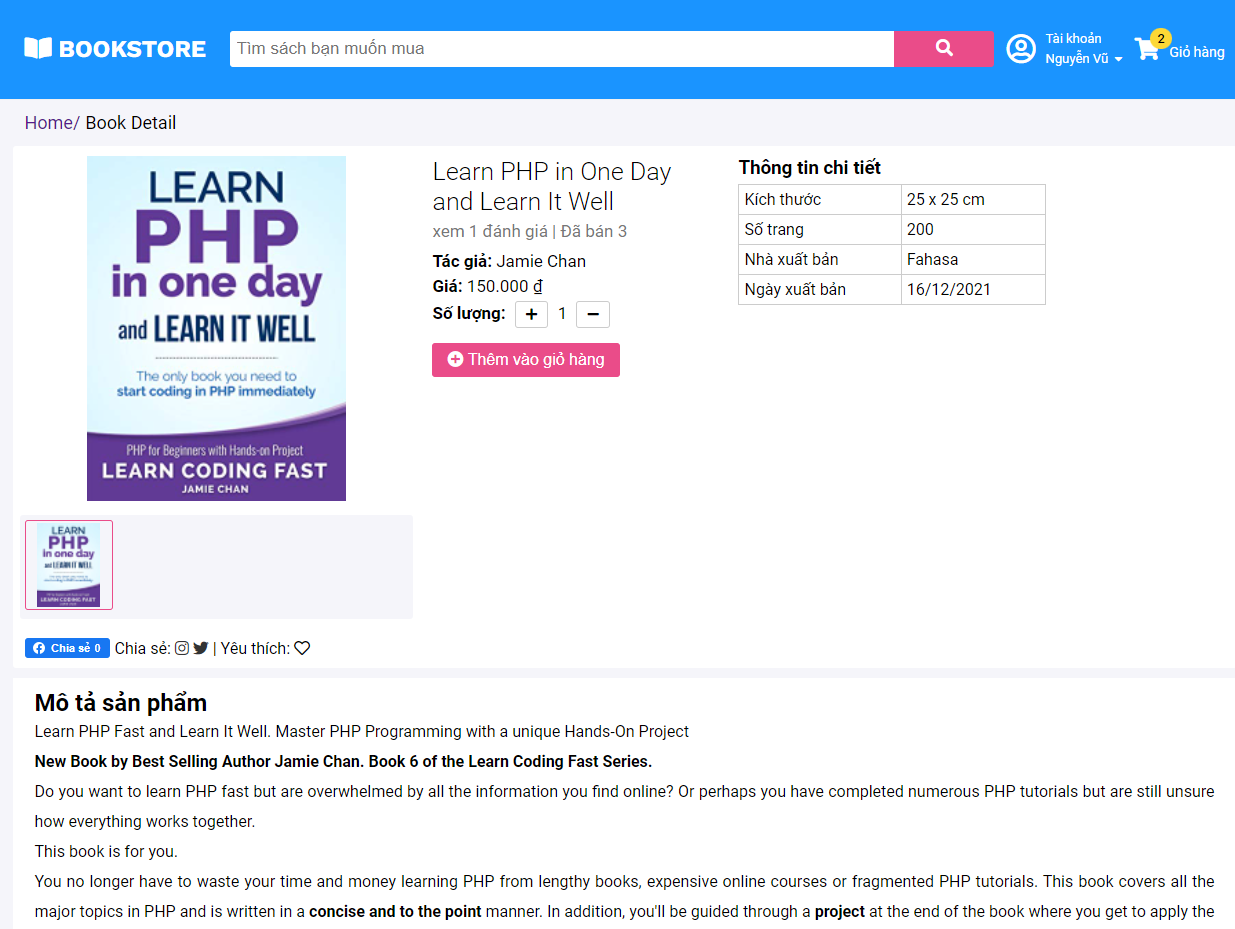 BOOKSTORE
Tìm sách bạn muốn mua
Tài khoản
Nguyễn Vũ
2
Giỏ hàng
Home/ Book Detail
LEARN
PHP
in one day
and LEARN IT WELL
The only book you need to
start coding in PHP immediately
PHP for Beginners with Hands-on Project
LEARN CODING FAST
JAMIE CHAN
Learn PHP in One Day
and Learn It Well
xem 1 đánh giá | Đã bán 3
Tác giả: Jamie Chan
Giá: 150.000 ₫
Số lượng: + 1 −
Thêm vào giỏ hàng
Thông tin chi tiết
Kích thước 25 x 25 cm
Số trang 200
Nhà xuất bản Fahasa
Ngày xuất bản 16/12/2021
LEARN
PHP
in one day
and LEARN IT WELL
LEARN CODING FAST
Chia sẻ 0 Chia sẻ: | Yêu thích:
Mô tả sản phẩm
Learn PHP Fast and Learn It Well. Master PHP Programming with a unique Hands-On Project
New Book by Best Selling Author Jamie Chan. Book 6 of the Learn Coding Fast Series.
Do you want to learn PHP fast but are overwhelmed by all the information you find online? Or perhaps you have completed numerous PHP tutorials but are still unsure
how everything works together.
This book is for you.
You no longer have to waste your time and money learning PHP from lengthy books, expensive online courses or fragmented PHP tutorials. This book covers all the
major topics in PHP and is written in a concise and to the point manner. In addition, you'll be guided through a project at the end of the book where you get to apply the